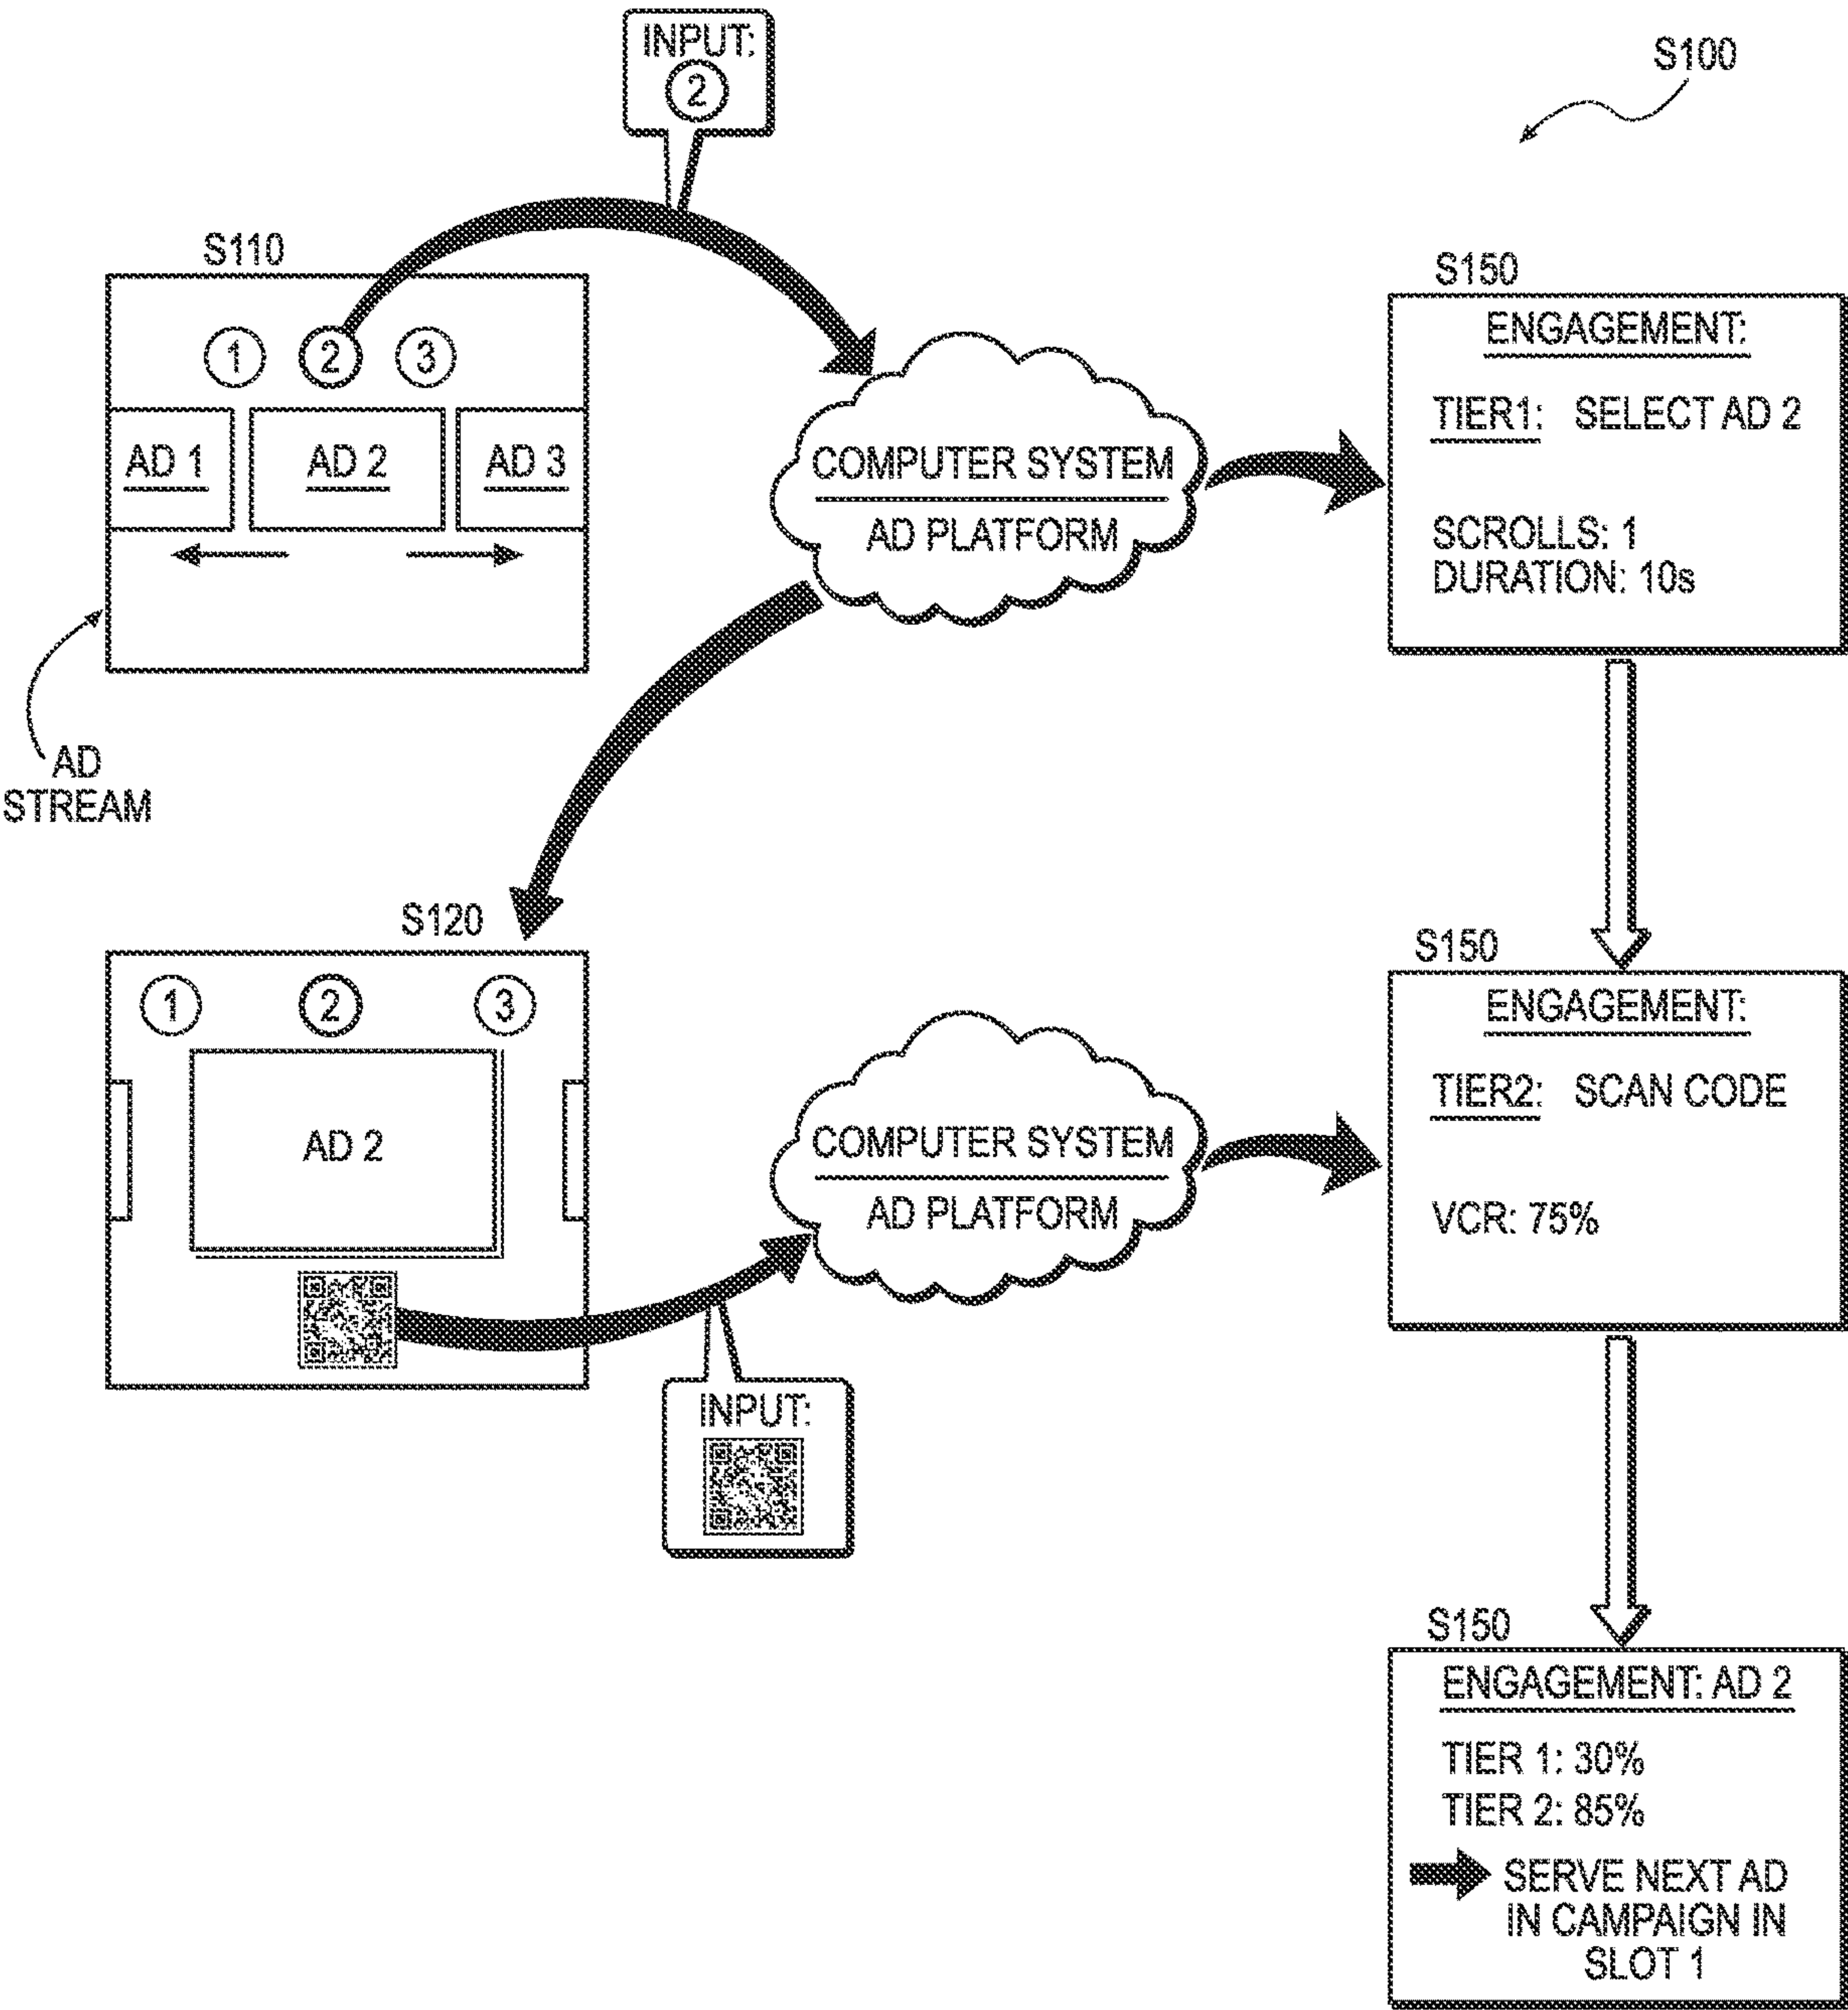 INPUT:
2
S100
S110
1 2 3
AD 1 AD 2 AD 3
AD
STREAM
COMPUTER SYSTEM
AD PLATFORM
S150
ENGAGEMENT:
TIER1: SELECT AD 2
SCROLLS: 1
DURATION: 10s
S120
1 2 3
AD 2
INPUT:
COMPUTER SYSTEM
AD PLATFORM
S150
ENGAGEMENT:
TIER2: SCAN CODE
VCR: 75%
S150
ENGAGEMENT: AD 2
TIER 1: 30%
TIER 2: 85%
SERVE NEXT AD
IN CAMPAIGN IN
SLOT 1